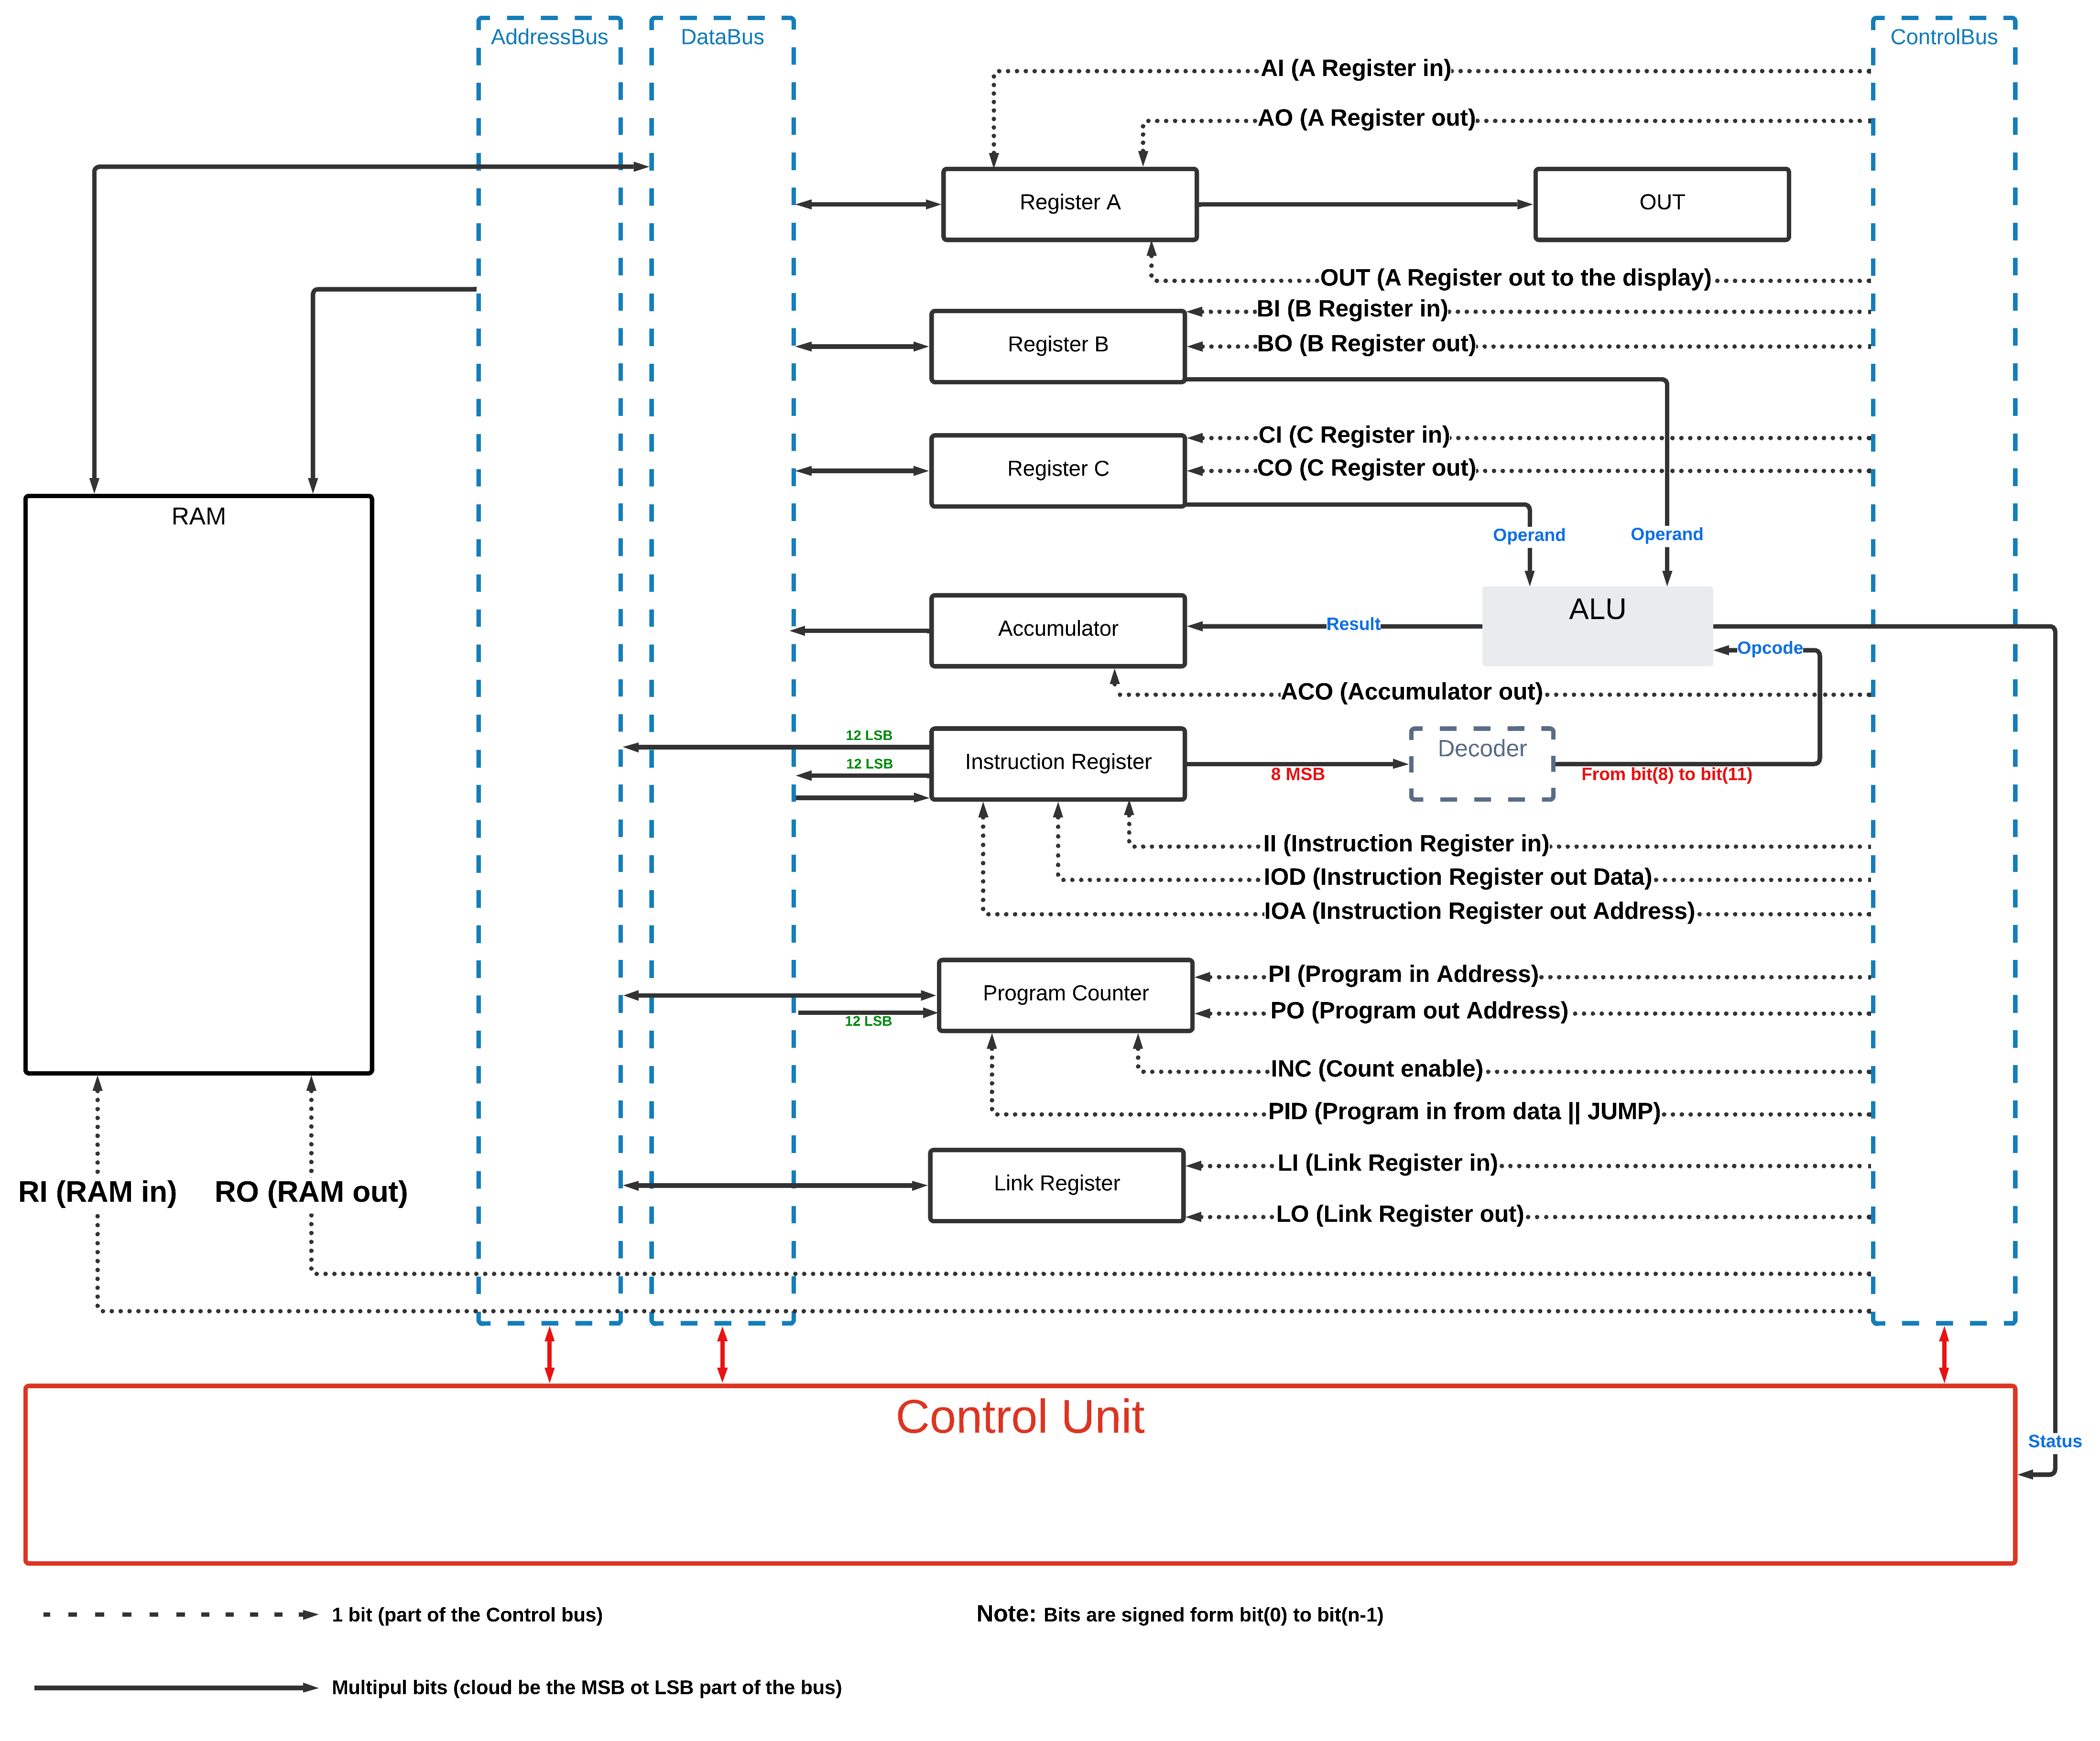 AddressBus
DataBus
ControlBus
AI (A Register in)
AO (A Register out)
Register A
OUT
OUT (A Register out to the display)
BI (B Register in)
Register B
BO (B Register out)
CI (C Register in)
Register C
CO (C Register out)
RAM
Operand
Operand
ALU
Accumulator
Result
Opcode
ACO (Accumulator out)
12 LSB
Instruction Register
Decoder
12 LSB
8 MSB
From bit(8) to bit(11)
II (Instruction Register in)
IOD (Instruction Register out Data)
IOA (Instruction Register out Address)
PI (Program in Address)
Program Counter
PO (Program out Address)
12 LSB
INC (Count enable)
PID (Program in from data || JUMP)
LI (Link Register in)
Link Register
RI (RAM in)
RO (RAM out)
LO (Link Register out)
Control Unit
Status
1 bit (part of the Control bus)
Note: Bits are signed form bit(0) to bit(n-1)
Multipul bits (cloud be the MSB ot LSB part of the bus)